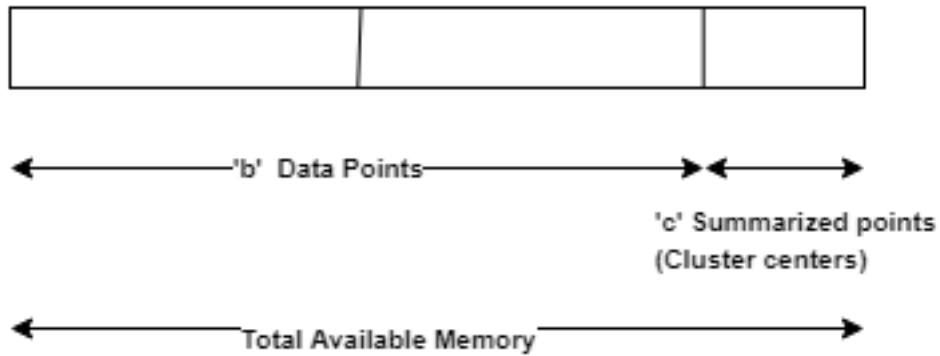 'b' Data Points
'c' Summarized points
(Cluster centers)
Total Available Memory